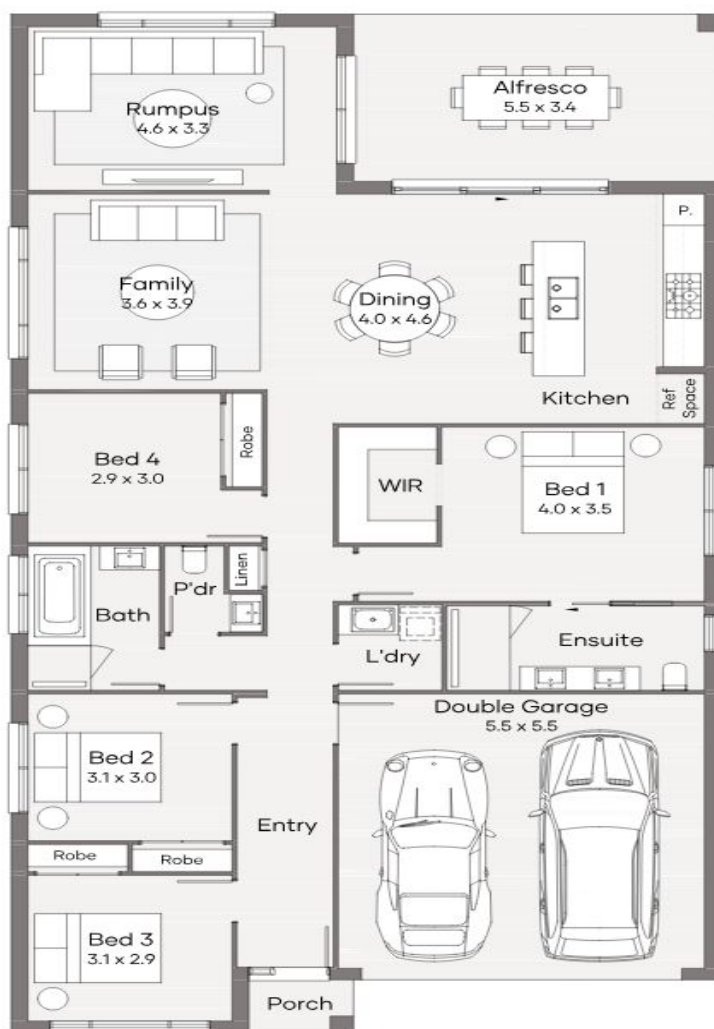 Rumpus
4.6 x 3.3
Alfresco
5.5 x 3.4
P.
Family
3.6 x 3.9
Dining
4.0 x 4.6
Kitchen
Ref
Space
Bed 4
2.9 x 3.0
Robe
WIR
Bed 1
4.0 x 3.5
Bath
P'dr
Linen
L'dry
Ensuite
Double Garage
5.5 x 5.5
Bed 2
3.1 x 3.0
Entry
Robe
Robe
Bed 3
3.1 x 2.9
Porch